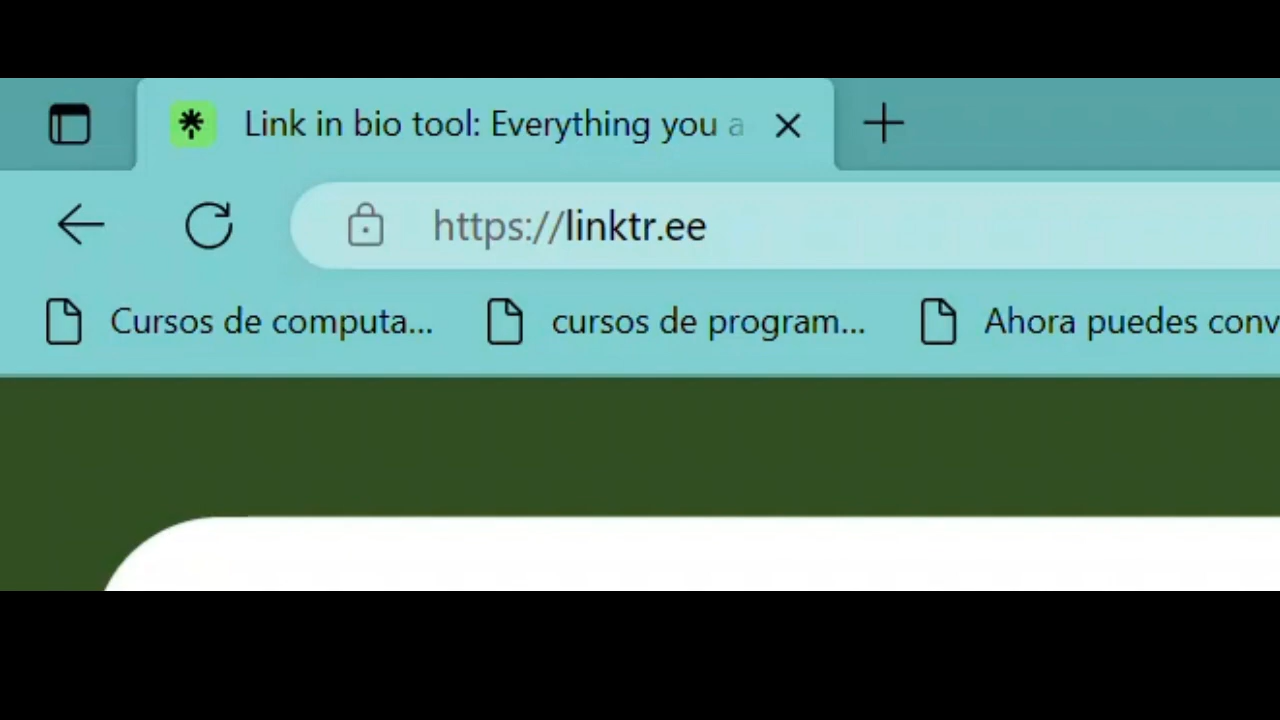 Link in bio tool: Everything you a
https://linktr.ee
Cursos de computa... cursos de program... Ahora puedes conv